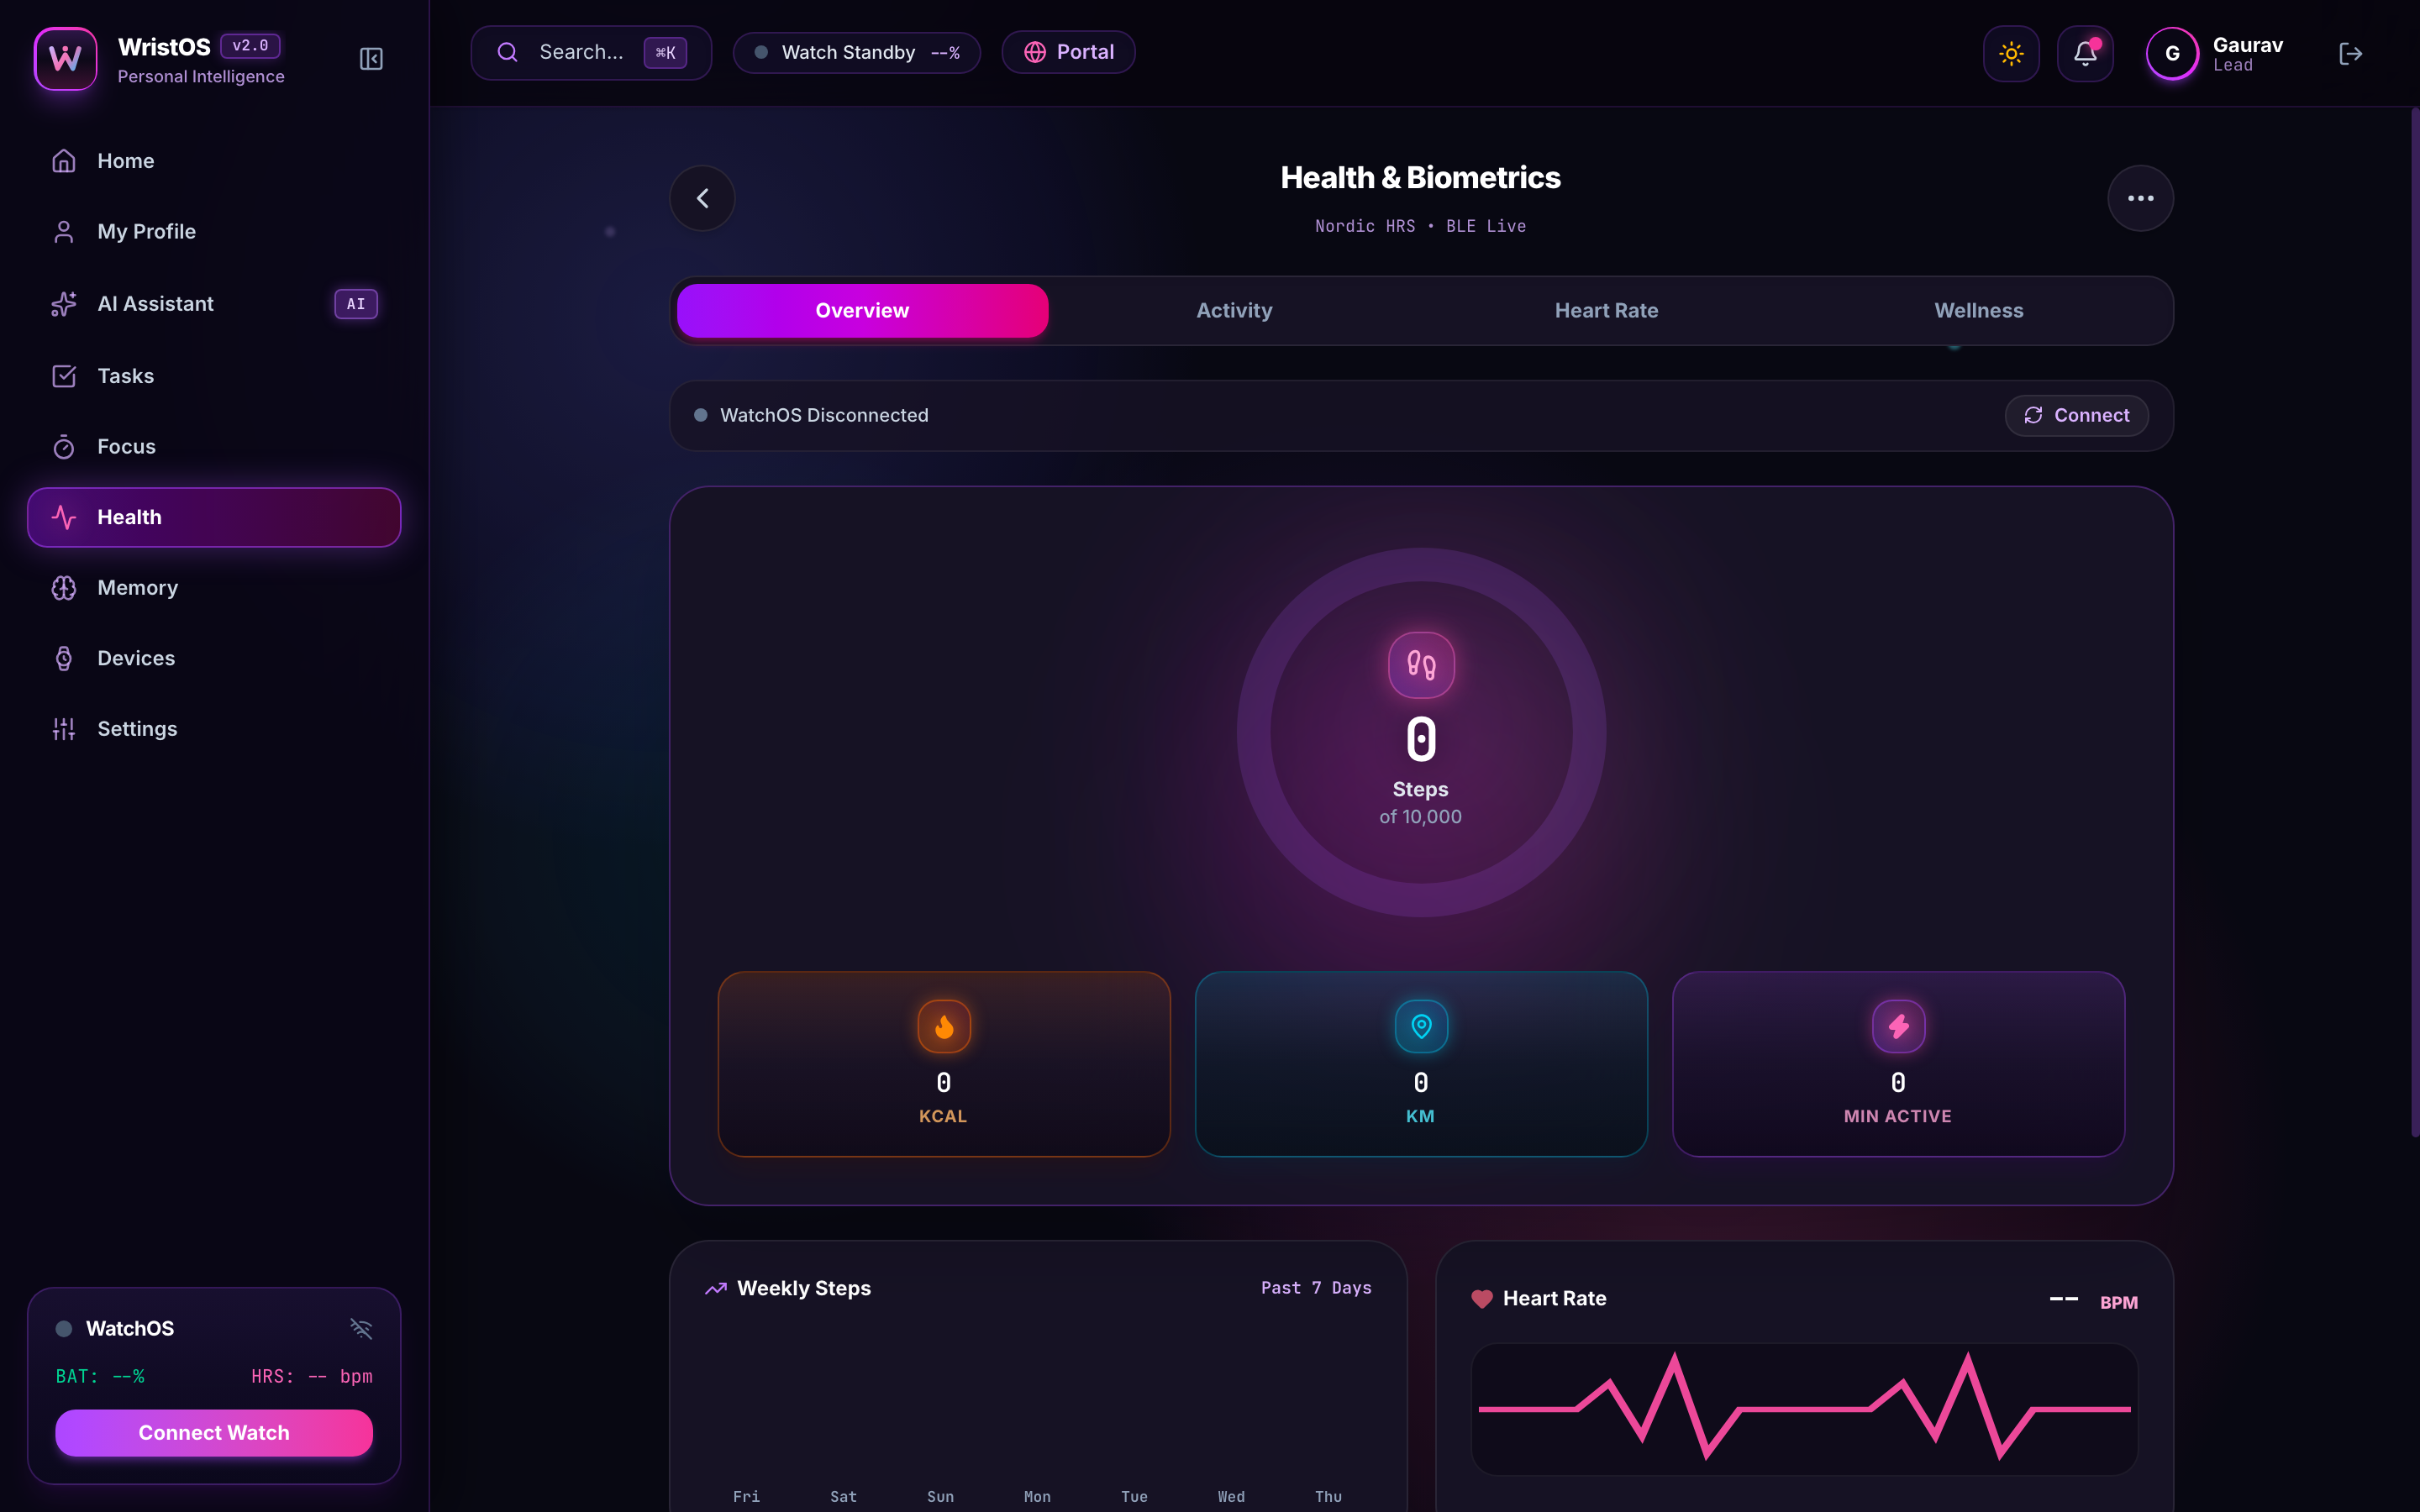 WristOS v2.0
Personal Intelligence
Home
My Profile
AI Assistant AI
Tasks
Focus
Health
Memory
Devices
Settings
WatchOS
BAT: --% HRS: -- bpm
Connect Watch
Search... ⌘K Watch Standby --% Portal
G Gaurav
Lead
Health & Biometrics
Nordic HRS • BLE Live
Overview Activity Heart Rate Wellness
WatchOS Disconnected Connect
0
Steps
of 10,000
0
KCAL
0
KM
0
MIN ACTIVE
Weekly Steps Past 7 Days
Fri Sat Sun Mon Tue Wed Thu
Heart Rate -- BPM